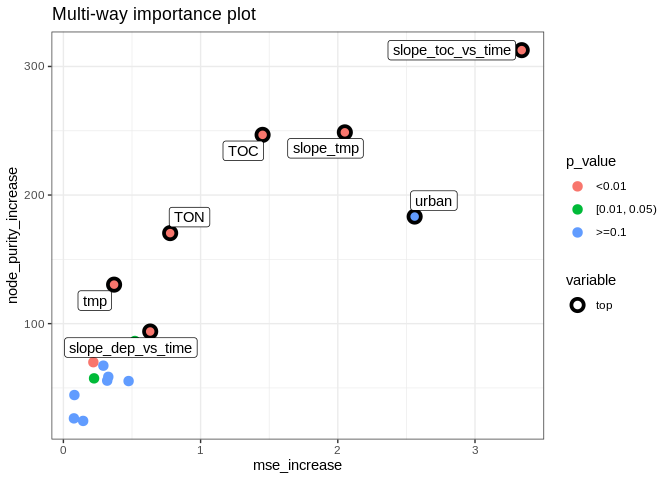 Multi-way importance plot
node_purity_increase
300
200
100
slope_toc_vs_time
TOC
slope_tmp
urban
TON
tmp
slope_dep_vs_time
0
1
2
3
mse_increase
p_value
<0.01
[0.01, 0.05)
>=0.1
variable
top